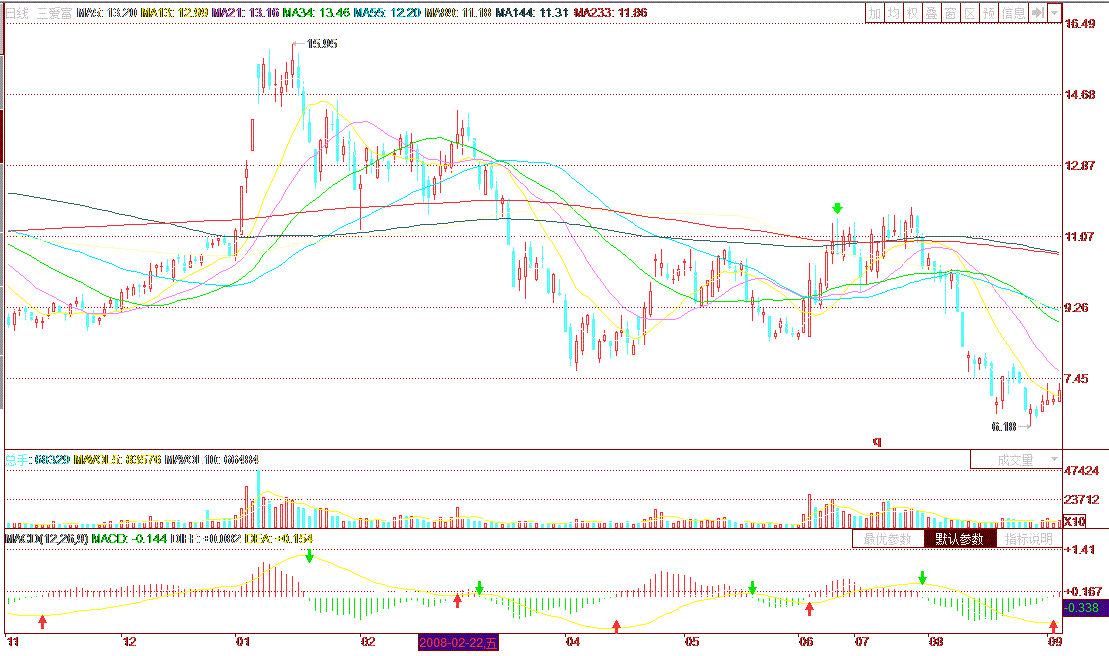 日线 三爱富 MA5: 13.20 MA13: 12.99 MA21: 13.16 MA34: 13.46 MA55: 12.20 MA89: 11.18 MA144: 11.31 MA233: 11.86
加 均 权 叠 窗 区 预 信息
16.49
15.95
14.68
12.87
11.07
9.26
7.45
6.18
q
总手: 68329 MAVOL5: 83576 MAVOL10: 66484
成交量
47424
23712
X10
MACD(12,26,9) MACD: -0.144 DIFF: +0.082 DEA: +0.154
最优参数 默认参数 指标说明
+1.41
+0.167
-0.338
11 12 01 02 2008-02-22,五 04 05 06 07 08 09